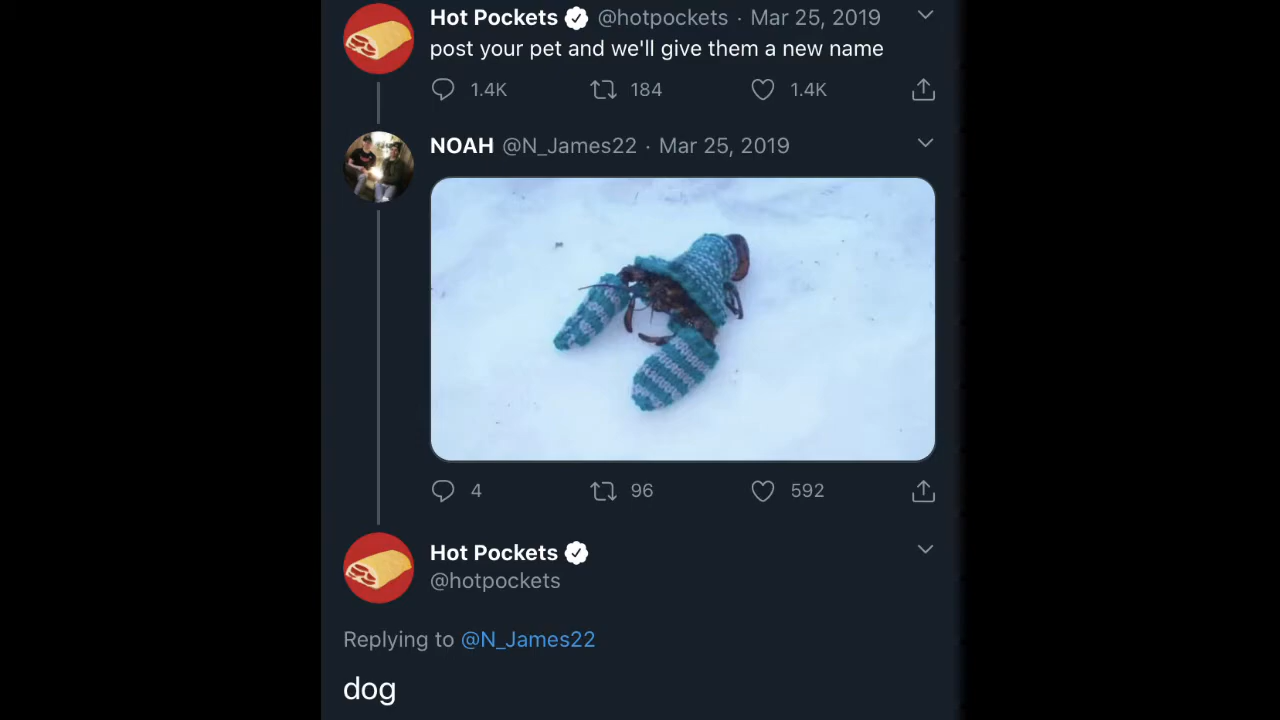 Hot Pockets @hotpockets · Mar 25, 2019
post your pet and we'll give them a new name
1.4K 184 1.4K
NOAH @N_James22 · Mar 25, 2019
4 96 592
Hot Pockets
@hotpockets
Replying to @N_James22
dog